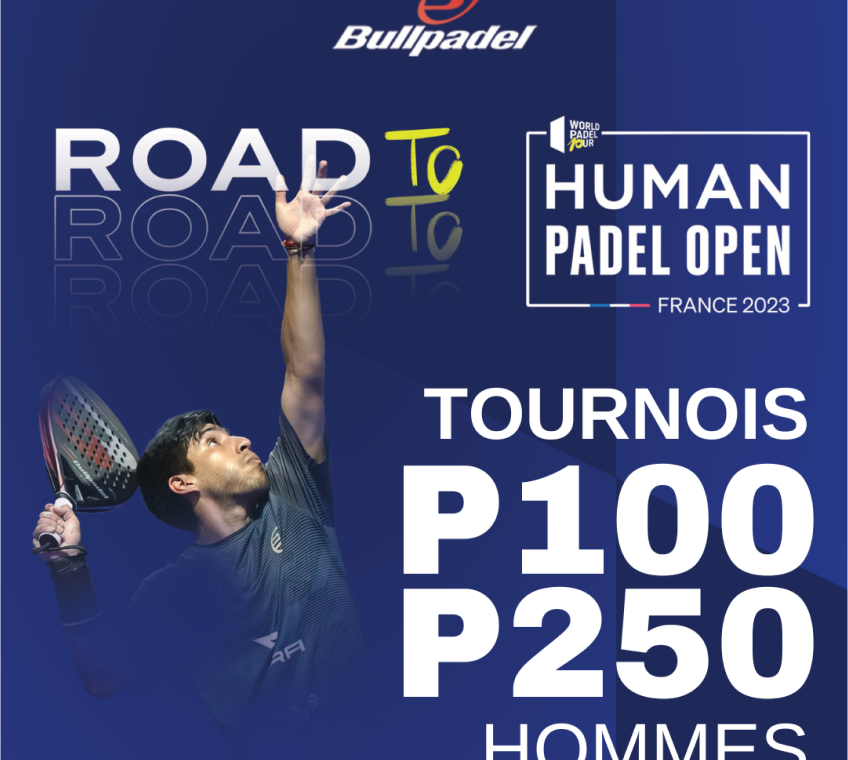 Bullpadel
ROAD TO
ROAD TO
ROAD TO
WORLD
PADEL
TOUR
HUMAN
PADEL OPEN
FRANCE 2023
TOURNOIS
P100
P250
HOMMES